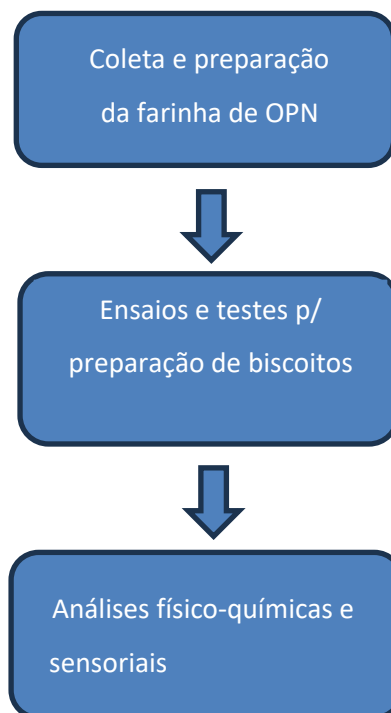 Coleta e preparação
da farinha de OPN
Ensaios e testes p/
preparação de biscoitos
Análises físico-químicas e
sensoriais